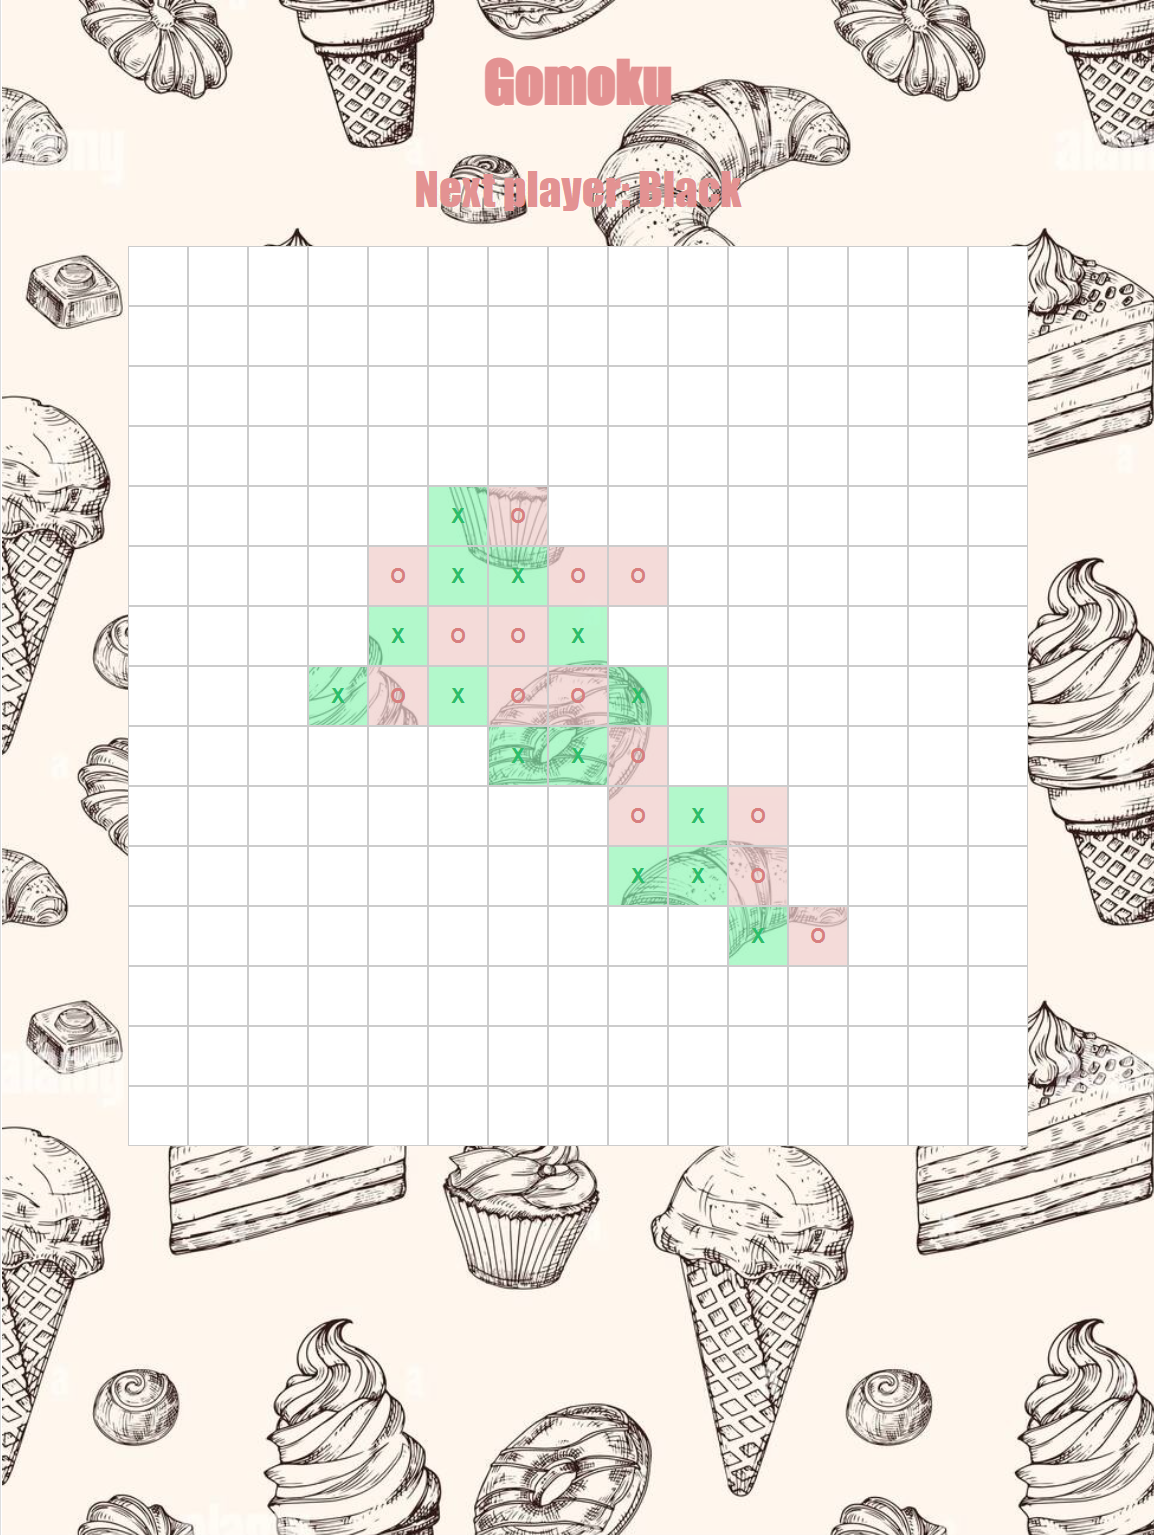 Gomoku
Next player: Black
X O
O X X O O
X O O X
X O X O O X
X X O
O X O
X X O
X O